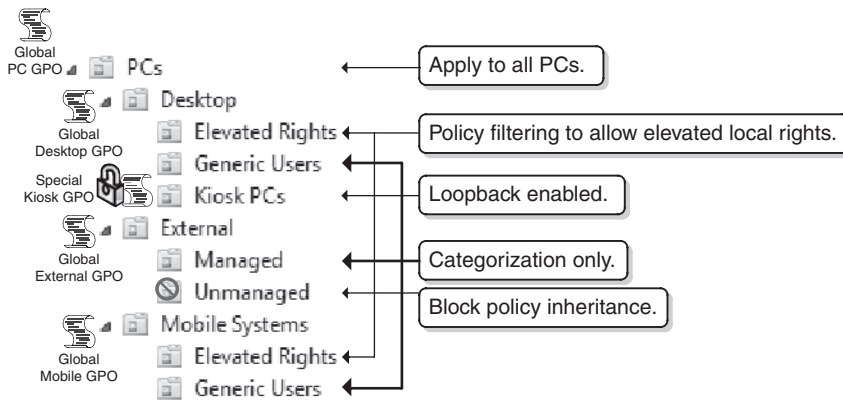 Global
PC GPO
PCs
Apply to all PCs.
Desktop
Global
Desktop GPO
Elevated Rights
Policy filtering to allow elevated local rights.
Generic Users
Special
Kiosk GPO
Kiosk PCs
Loopback enabled.
External
Global
External GPO
Managed
Categorization only.
Unmanaged
Block policy inheritance.
Mobile Systems
Global
Mobile GPO
Elevated Rights
Generic Users